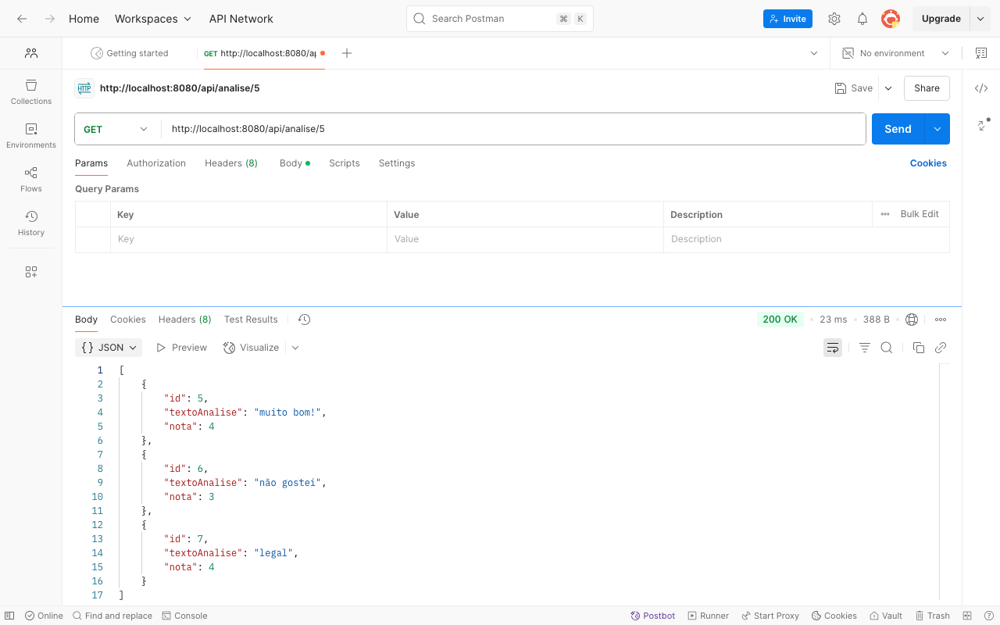 Home Workspaces API Network Search Postman ⌘ K Invite Upgrade
Getting started GET http://localhost:8080/ap No environment
Collections
Environments
Flows
History
HTTP http://localhost:8080/api/analise/5 Save Share
GET http://localhost:8080/api/analise/5 Send
Params Authorization Headers (8) Body Scripts Settings Cookies
Query Params
Key Value Description Bulk Edit
Key Value Description
Body Cookies Headers (8) Test Results 200 OK 23 ms 388 B
{} JSON Preview Visualize
1 [
2 {
3 "id": 5,
4 "textoAnalise": "muito bom!",
5 "nota": 4
6 },
7 {
8 "id": 6,
9 "textoAnalise": "não gostei",
10 "nota": 3
11 },
12 {
13 "id": 7,
14 "textoAnalise": "legal",
15 "nota": 4
16 }
17 ]
Online Find and replace Console Postbot Runner Start Proxy Cookies Vault Trash